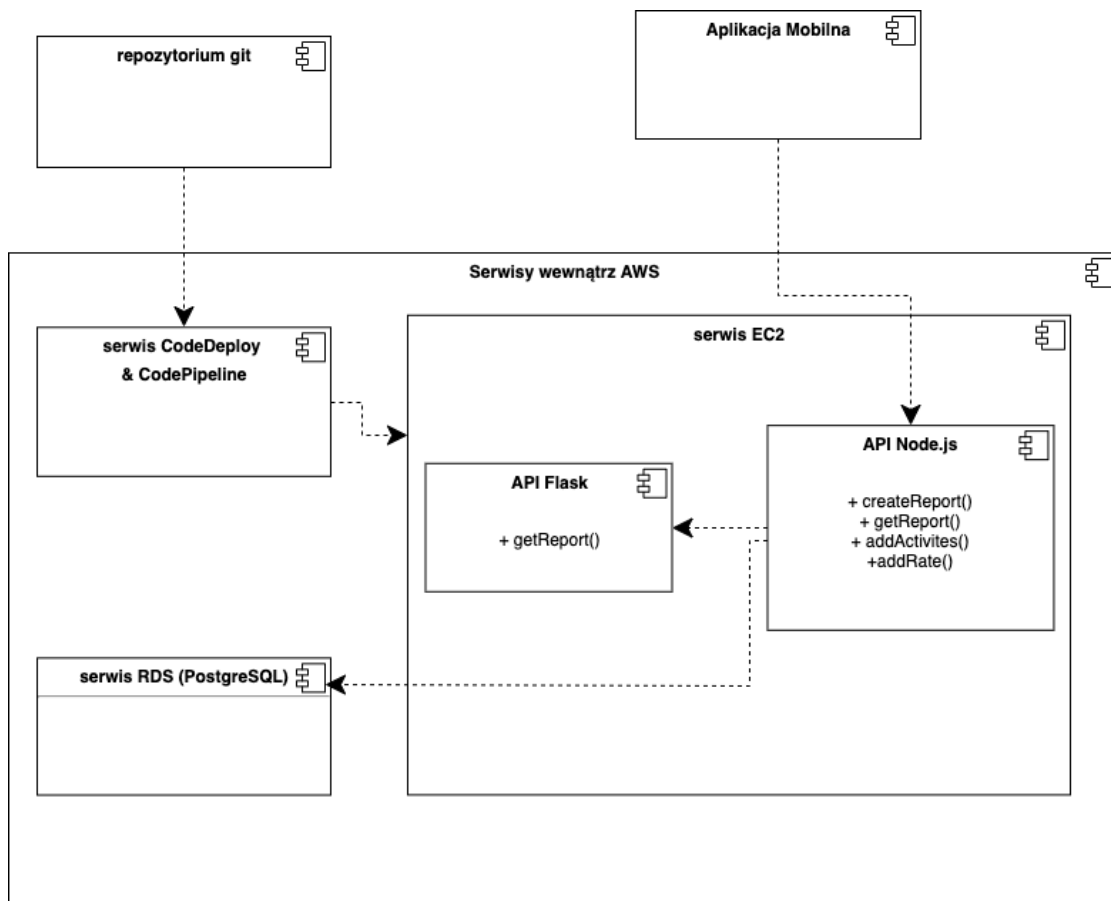 repozytorium git
Aplikacja Mobilna
Serwisy wewnątrz AWS
serwis CodeDeploy
& CodePipeline
serwis EC2
API Flask
+ getReport()
API Node.js
+ createReport()
+ getReport()
+ addActivites()
+addRate()
serwis RDS (PostgreSQL)